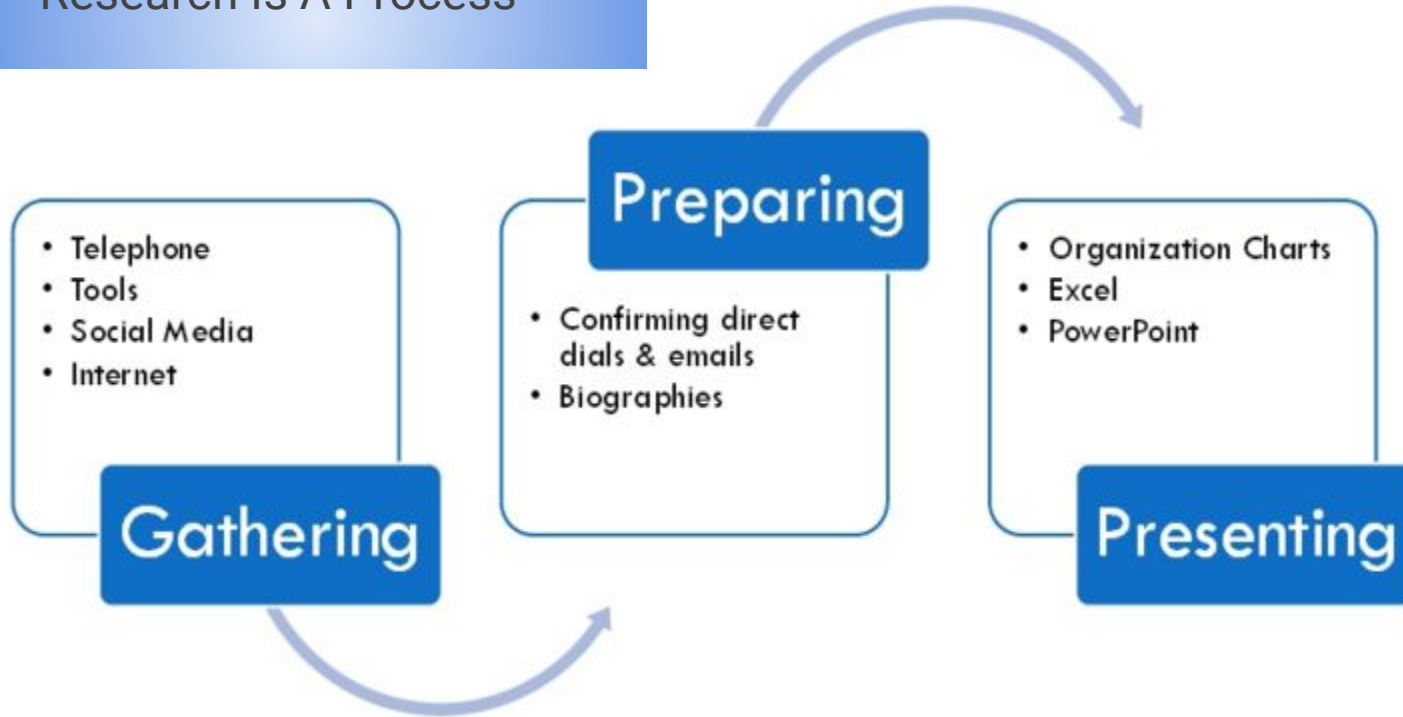 Research Is A Process
• Telephone
• Tools
• Social Media
• Internet
Gathering
Preparing
• Confirming direct
dials & emails
• Biographies
• Organization Charts
• Excel
• PowerPoint
Presenting